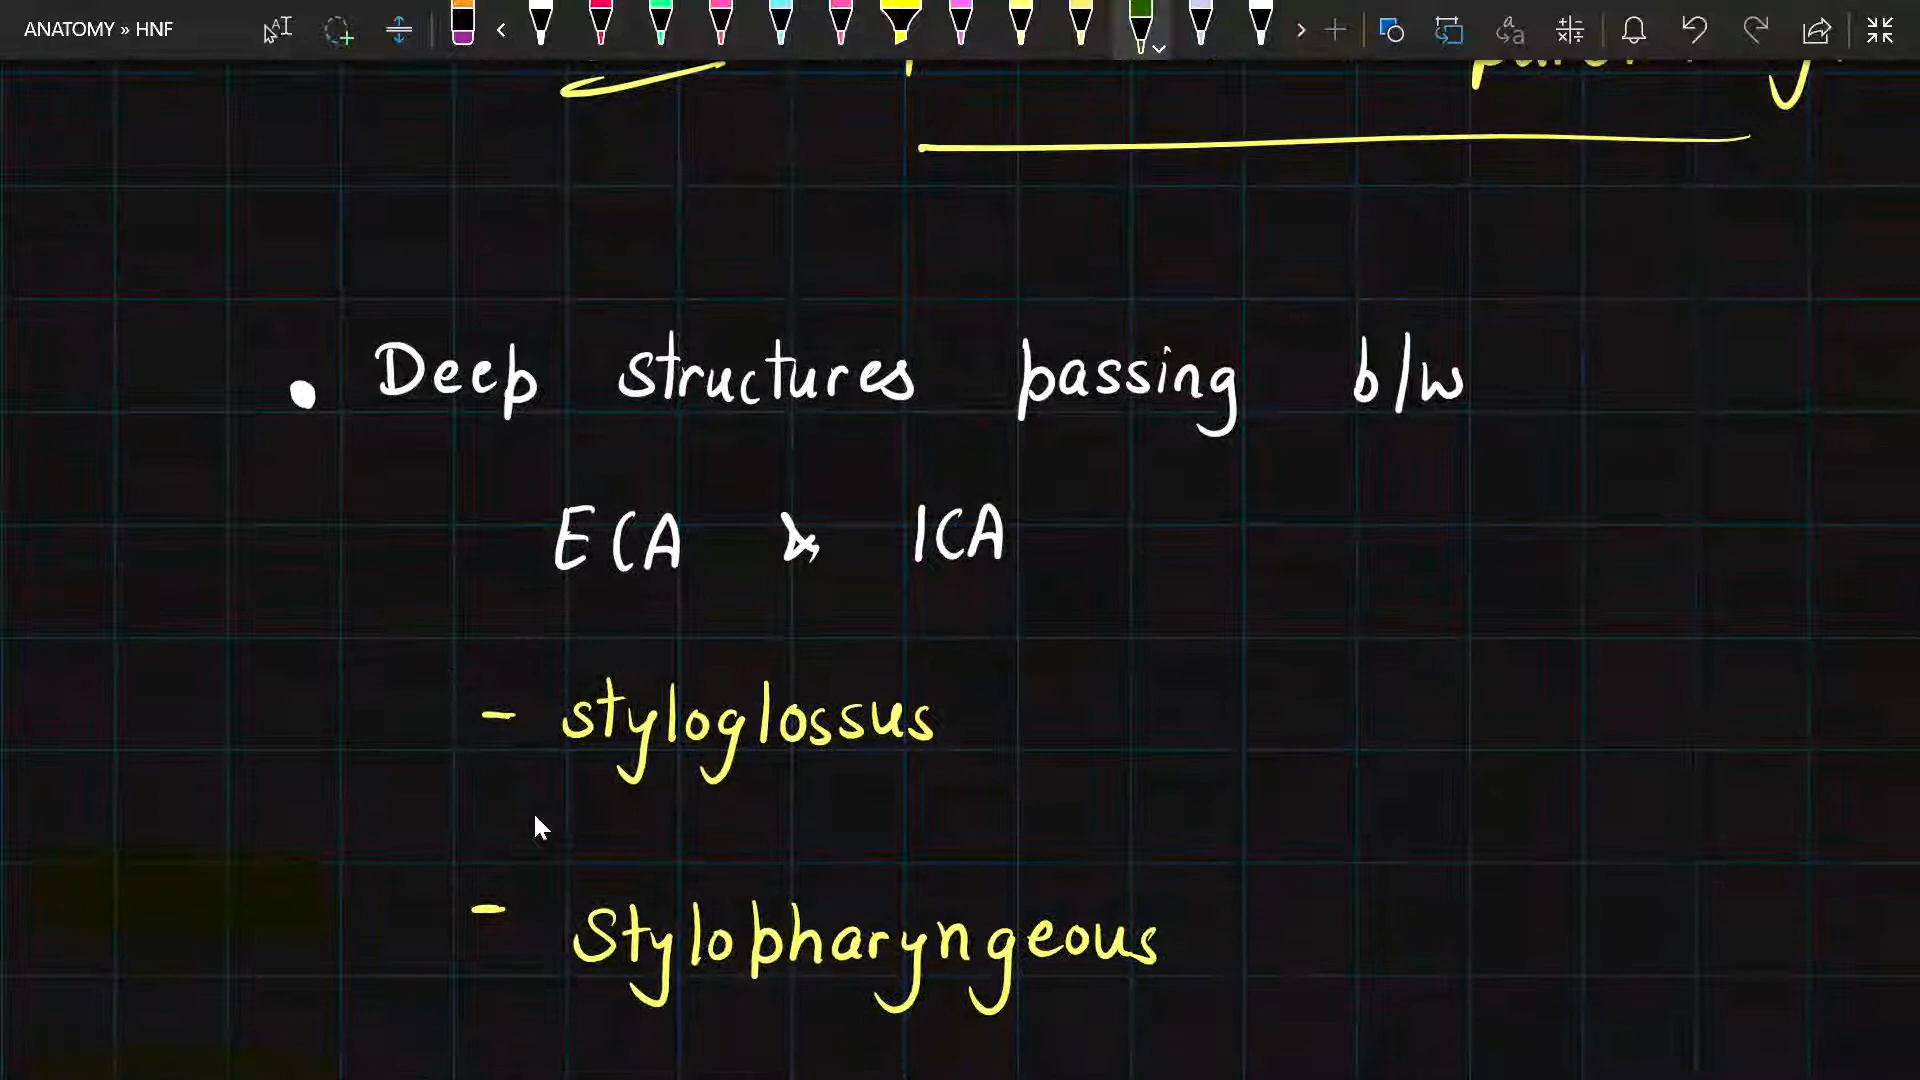 ANATOMY » HNF
• Deep structures passing b/w
ECA & ICA
- styloglossus
- Stylopharyngeous